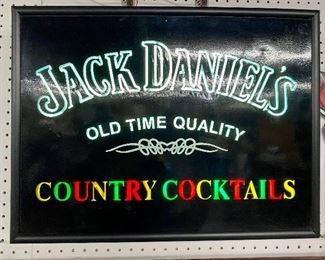 JACK DANIEL'S
OLD TIME QUALITY
COUNTRY COCKTAILS